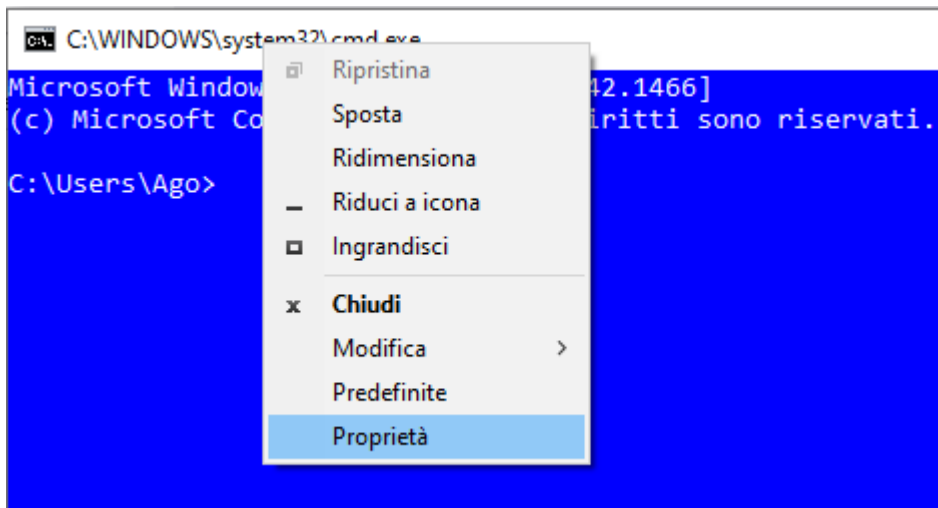 C:\WINDOWS\system32\cmd.exe
Microsoft Window 42.1466]
(c) Microsoft Co iritti sono riservati.
C:\Users\Ago>
Ripristina
Sposta
Ridimensiona
Riduci a icona
Ingrandisci
Chiudi
Modifica
Predefinite
Proprietà